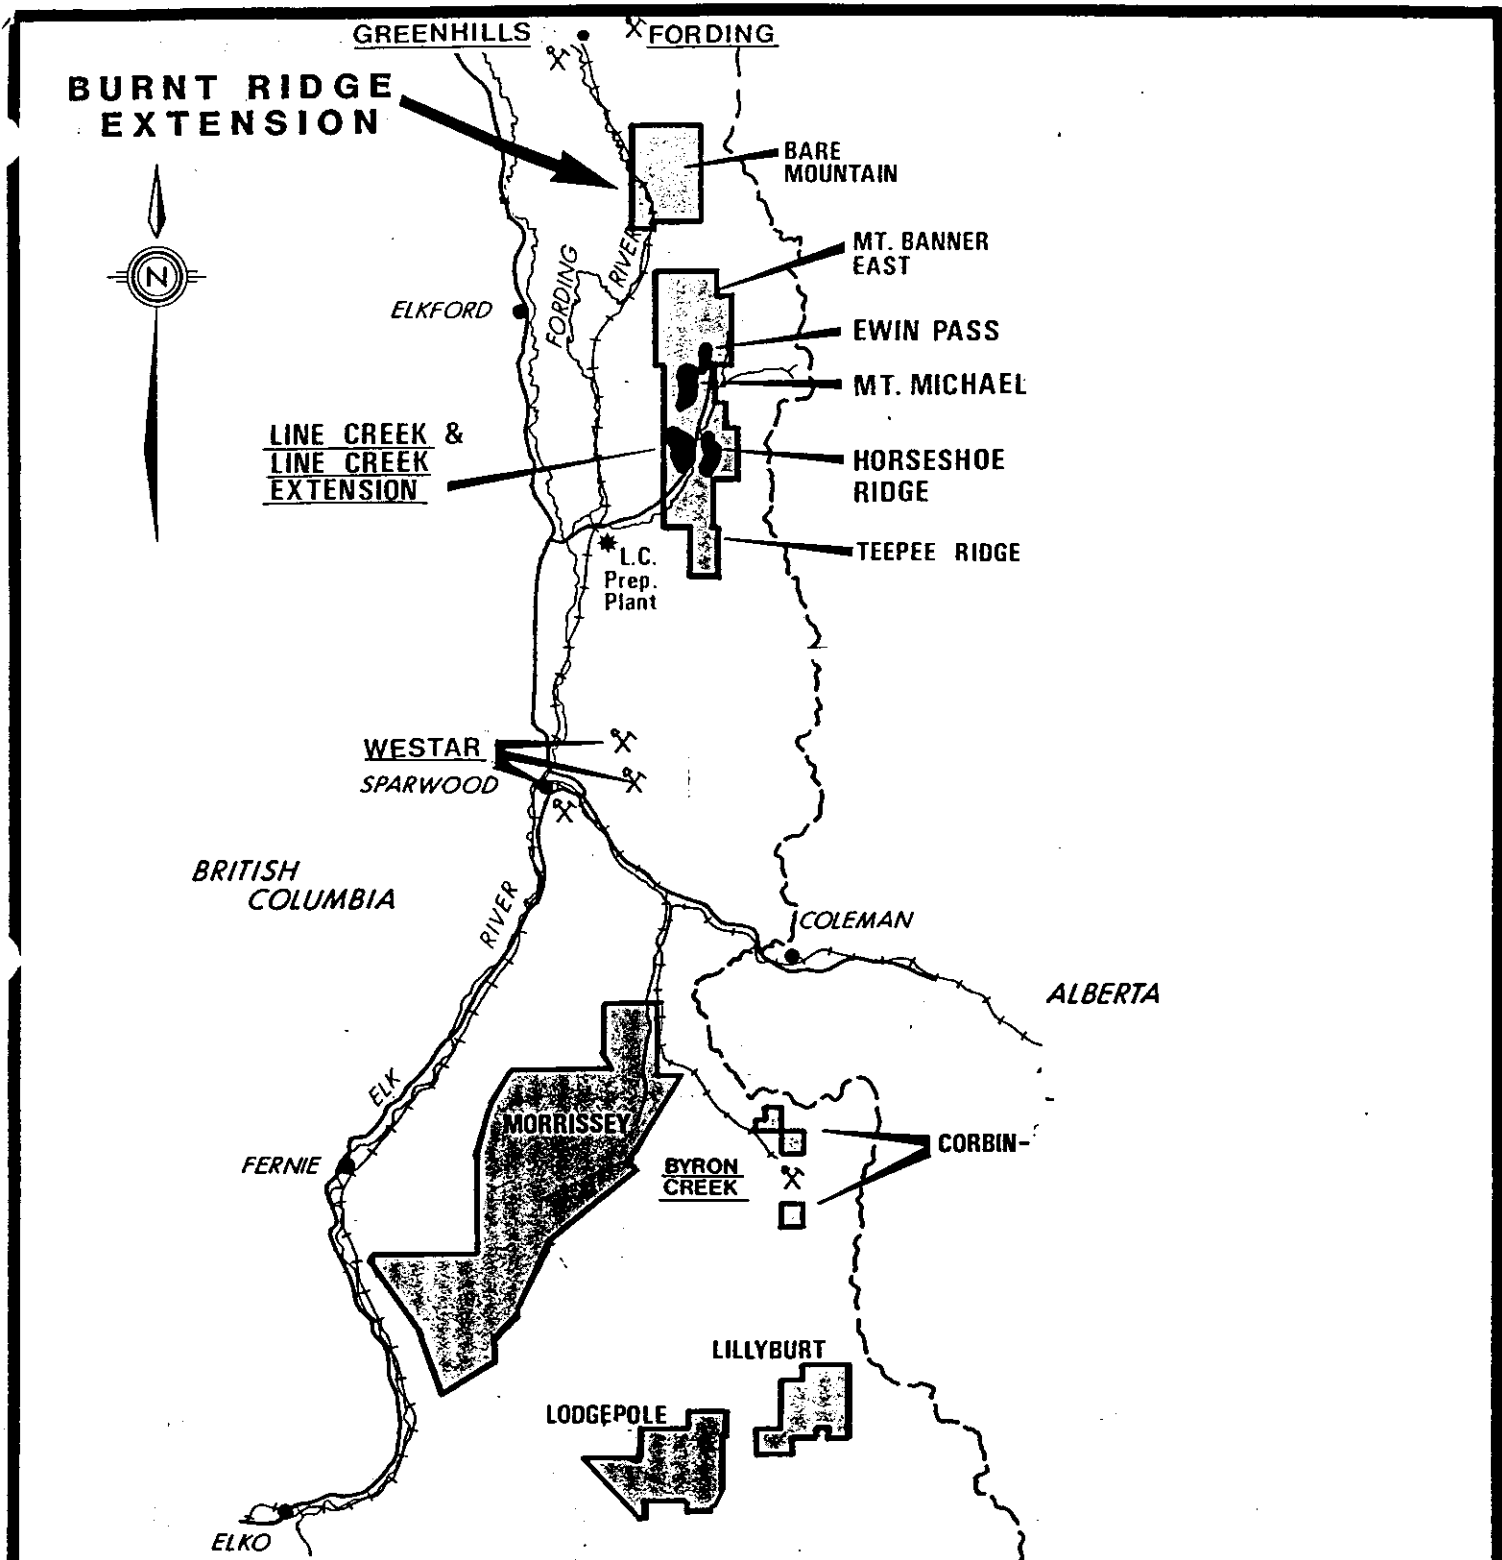 GREENHILLS
FORDING
BURNT RIDGE
EXTENSION
BARE
MOUNTAIN
N
MT. BANNER
EAST
FORDING
RIVER
ELKFORD
EWIN PASS
MT. MICHAEL
LINE CREEK &
LINE CREEK
EXTENSION
HORSESHOE
RIDGE
TEEPEE RIDGE
L.C.
Prep.
Plant
WESTAR
SPARWOOD
BRITISH
COLUMBIA
RIVER
COLEMAN
ALBERTA
ELK
MORRISSEY
CORBIN-
FERNIE
BYRON
CREEK
LILLYBURT
LODGEPOLE
ELKO